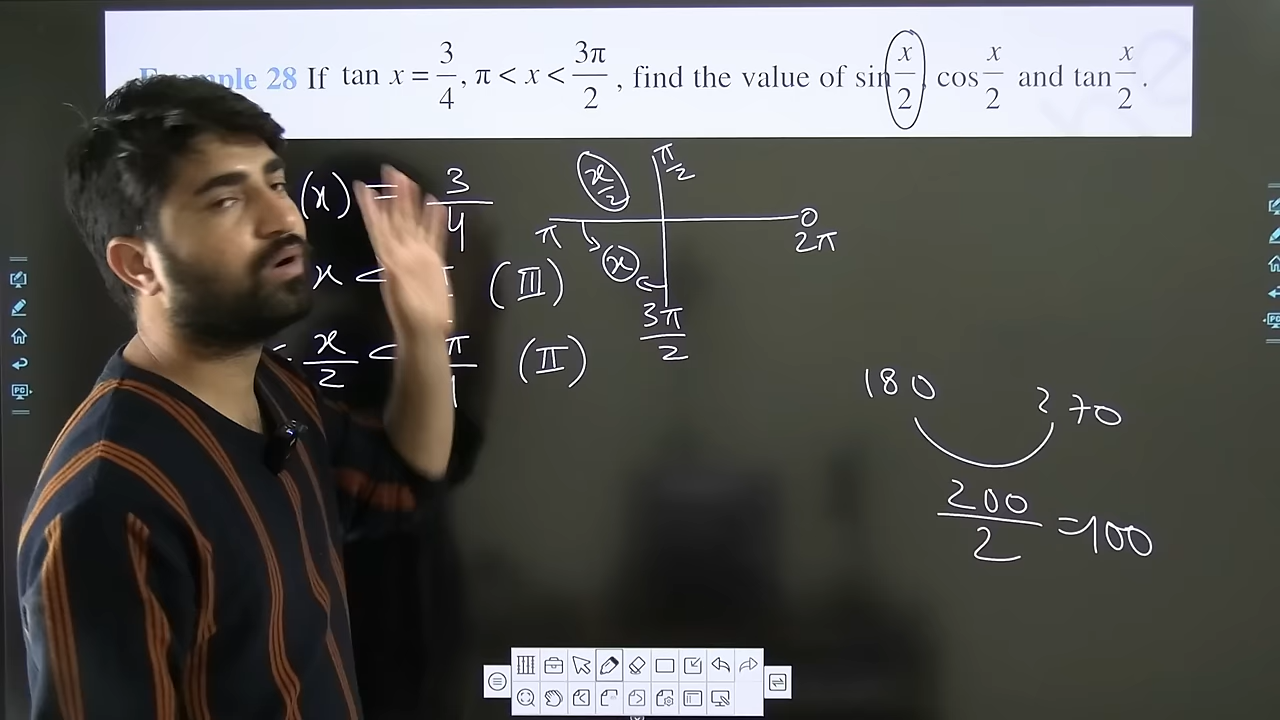 Example 28 If tan x = 3/4, π < x < 3π/2, find the value of sin x/2, cos x/2 and tan x/2.
(x) = 3/4
x < (III)
x/2 < (II)
x/2
π/2
π
0
2π
x
3π/2
180 270
200/2 = 100